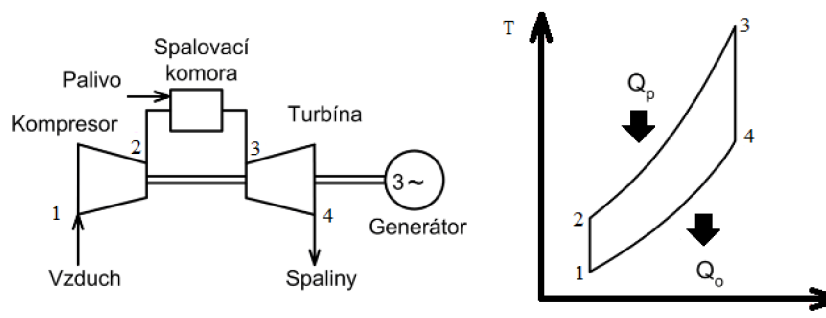 Spalovací
komora
Palivo
Kompresor
Turbína
2
3
1
4
3~
Generátor
Vzduch
Spaliny
T
3
Qp
4
2
1
Qo